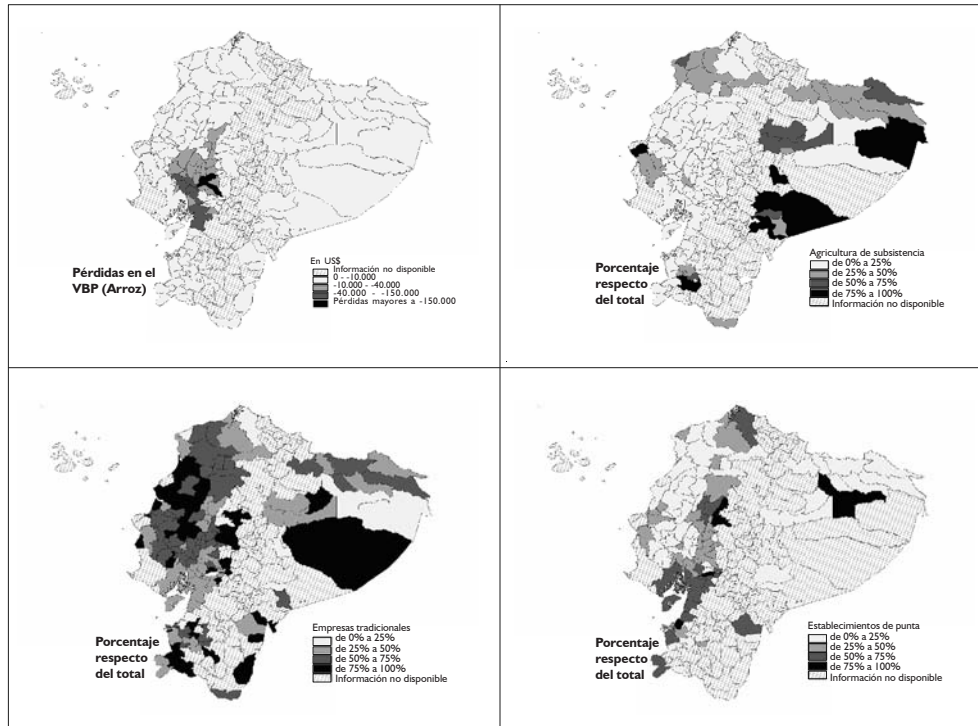 Pérdidas en el
VBP (Arroz)
En US$
Información no disponible
0 - -10.000
-10.000 - -40.000
-40.000 - -150.000
Pérdidas mayores a -150.000
Porcentaje
respecto
del total
Agricultura de subsistencia
de 0% a 25%
de 25% a 50%
de 50% a 75%
de 75% a 100%
Información no disponible
Porcentaje
respecto
del total
Empresas tradicionales
de 0% a 25%
de 25% a 50%
de 50% a 75%
de 75% a 100%
Información no disponible
Porcentaje
respecto
del total
Establecimientos de punta
de 0% a 25%
de 25% a 50%
de 50% a 75%
de 75% a 100%
Información no disponible